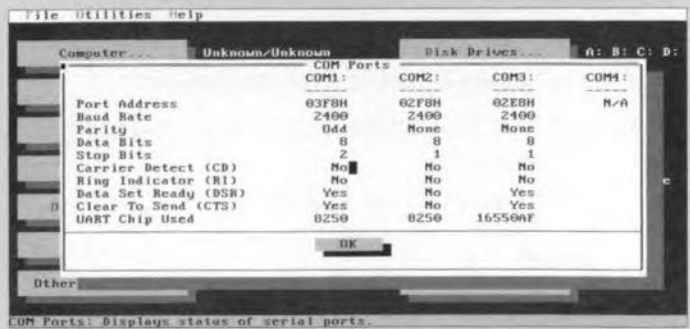 File Utilities Help
Computer... Unknown/Unknown Disk Drives... A: B: C: D:
COM Ports
COM1: COM2: COM3: COM4:
----- ----- ----- -----
Port Address 03F8H 02F8H 02E8H N/A
Baud Rate 2400 2400 2400
Parity Odd None None
Data Bits 8 8 8
Stop Bits 2 1 1
Carrier Detect (CD) No No No
Ring Indicator (RI) No No No
Data Set Ready (DSR) Yes No Yes
Clear To Send (CTS) Yes No Yes
UART Chip Used 8250 8250 16550AF
OK
Other
COM Ports: Displays status of serial ports.